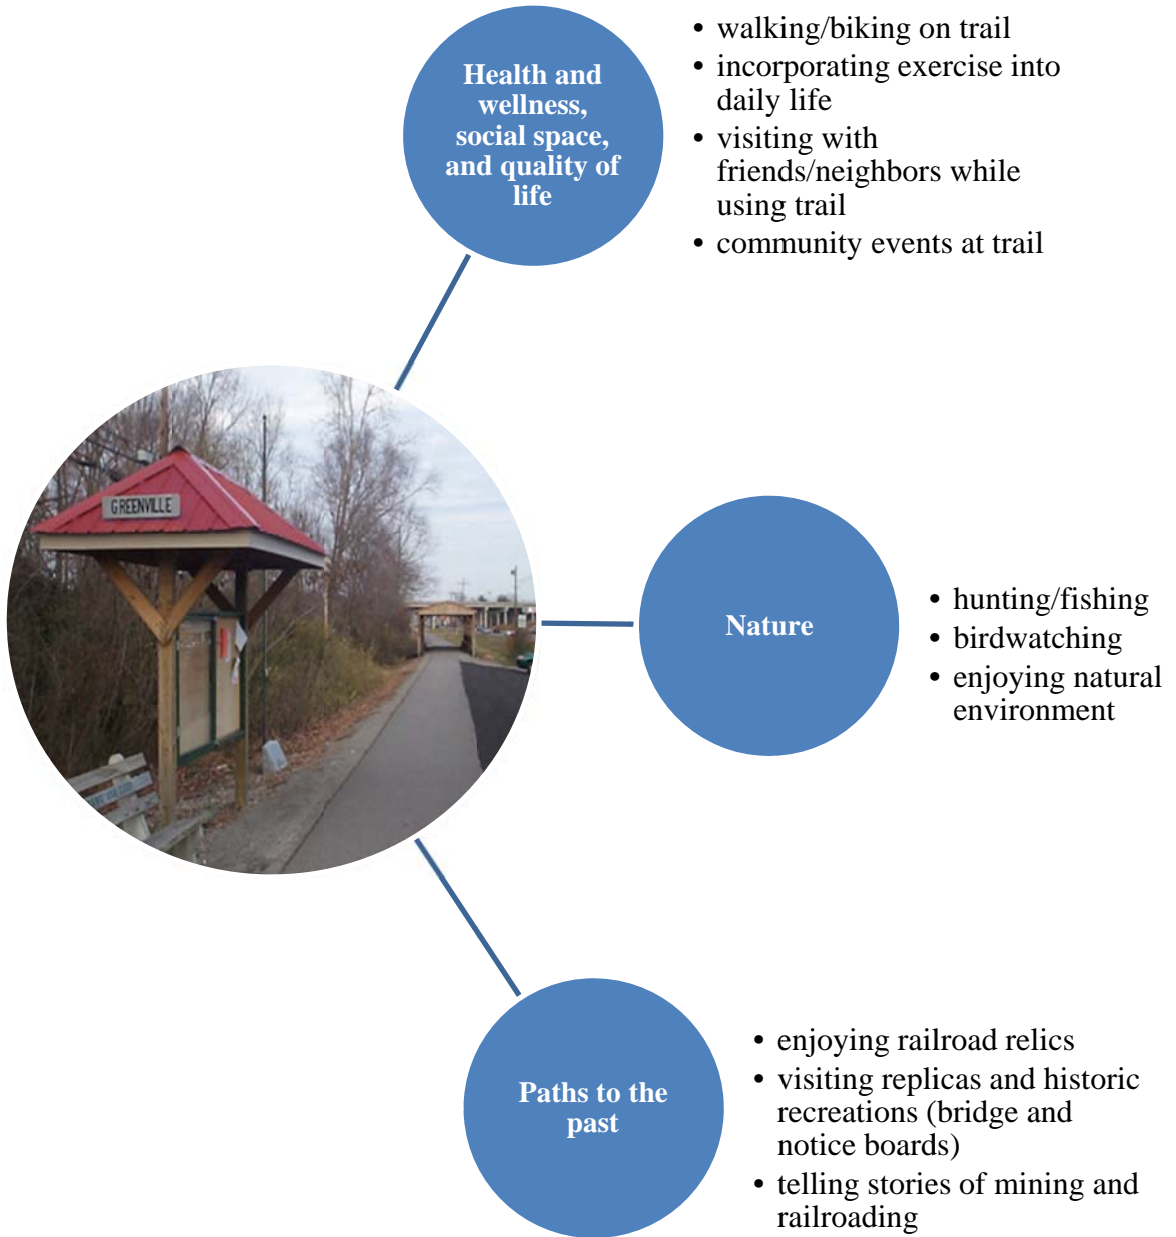 Health and
wellness,
social space,
and quality of
life
• walking/biking on trail
• incorporating exercise into
daily life
• visiting with
friends/neighbors while
using trail
• community events at trail
GREENVILLE
Nature
• hunting/fishing
• birdwatching
• enjoying natural
environment
Paths to the
past
• enjoying railroad relics
• visiting replicas and historic
recreations (bridge and
notice boards)
• telling stories of mining and
railroading